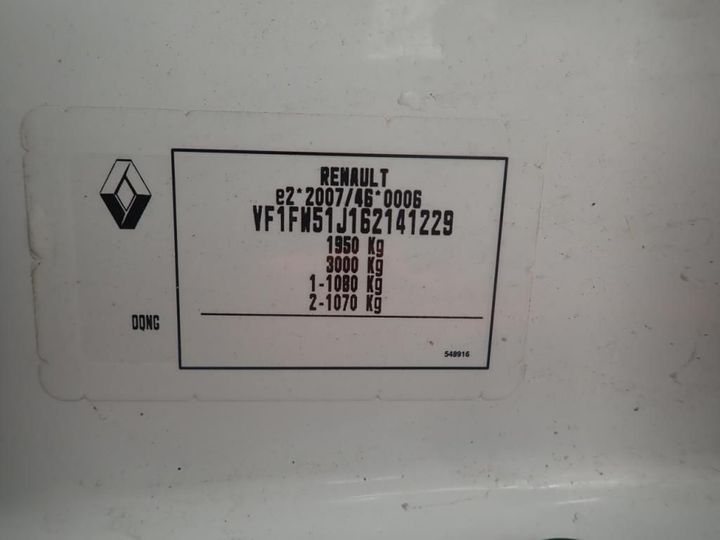 RENAULT
e2*2007/46*0006
VF1FW51J162141229
1950 Kg
3000 Kg
1-1080 Kg
2-1070 Kg
DQNG
548916